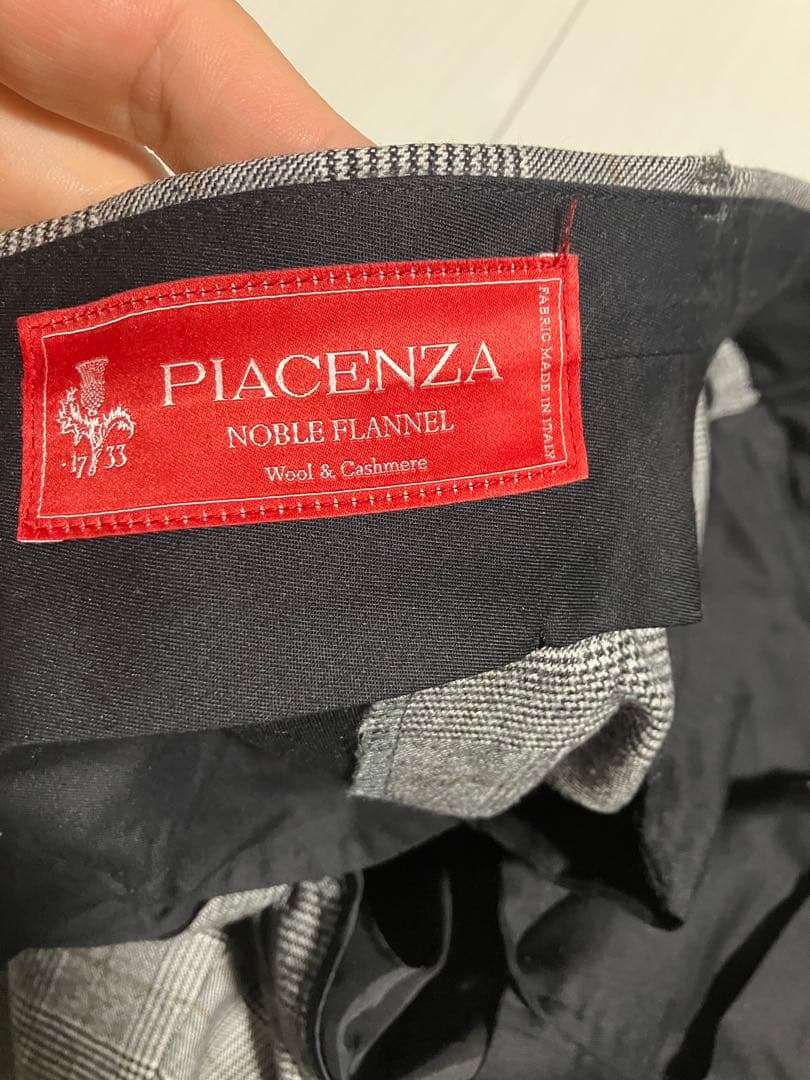 PIACENZA
NOBLE FLANNEL
Wool & Cashmere
·1733
FABRIC MADE IN ITALY